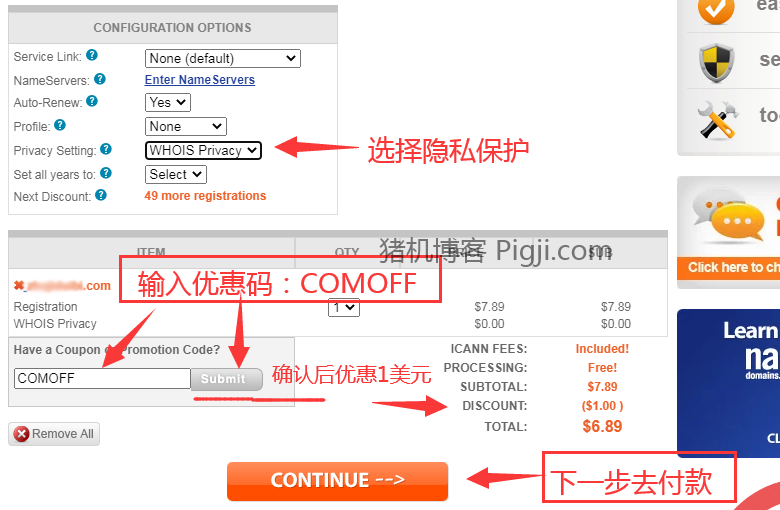 CONFIGURATION OPTIONS
Service Link: ? None (default)
NameServers: ? Enter NameServers
Auto-Renew: ? Yes
Profile: ? None
Privacy Setting: ? WHOIS Privacy
选择隐私保护
Set all years to: ? Select
Next Discount: ? 49 more registrations
eas
se
to
ITEM QTY PRICE SUB
猪机博客 Pigji.com
输入优惠码：COMOFF
.com
Registration 1 $7.89 $7.89
WHOIS Privacy $0.00 $0.00
Click here to ch
Have a Coupon or Promotion Code?
COMOFF Submit
确认后优惠1美元
ICANN FEES: Included!
PROCESSING: Free!
SUBTOTAL: $7.89
DISCOUNT: ($1.00 )
TOTAL: $6.89
Remove All
CONTINUE -->
下一步去付款
Learn
na
domains.
CL